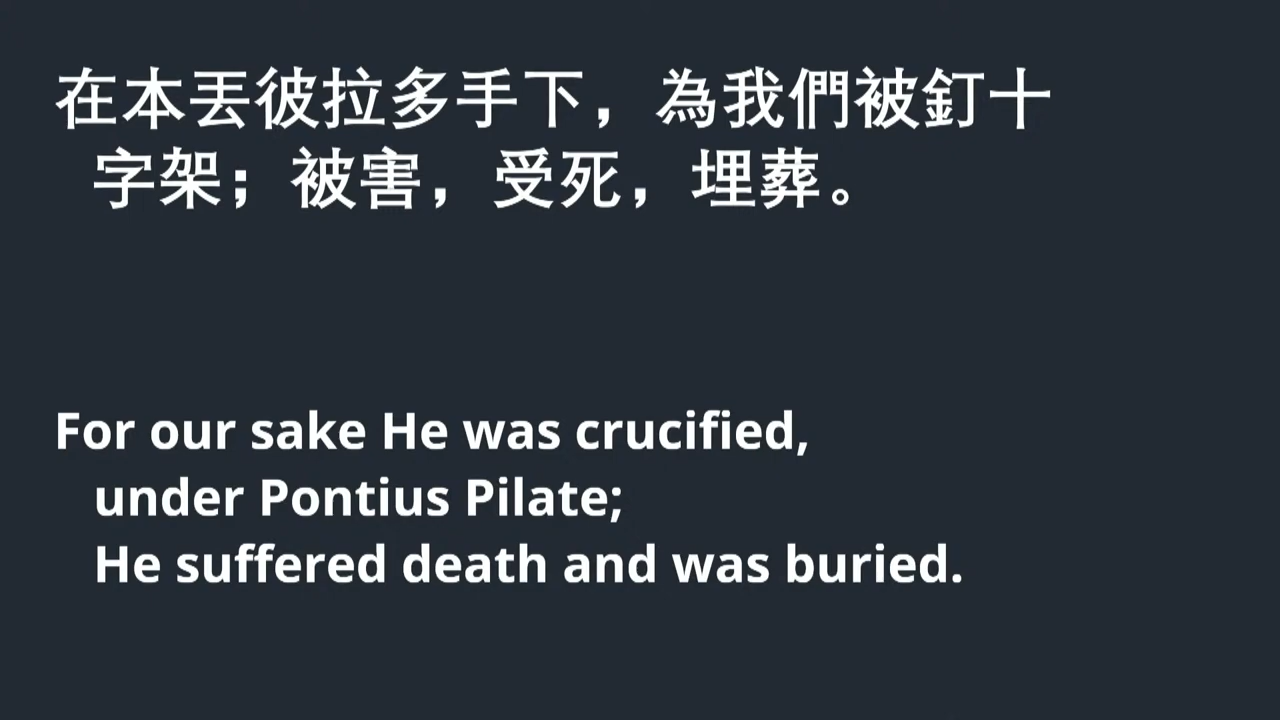 在本丟彼拉多手下，為我們被釘十
字架；被害，受死，埋葬。
For our sake He was crucified,
under Pontius Pilate;
He suffered death and was buried.